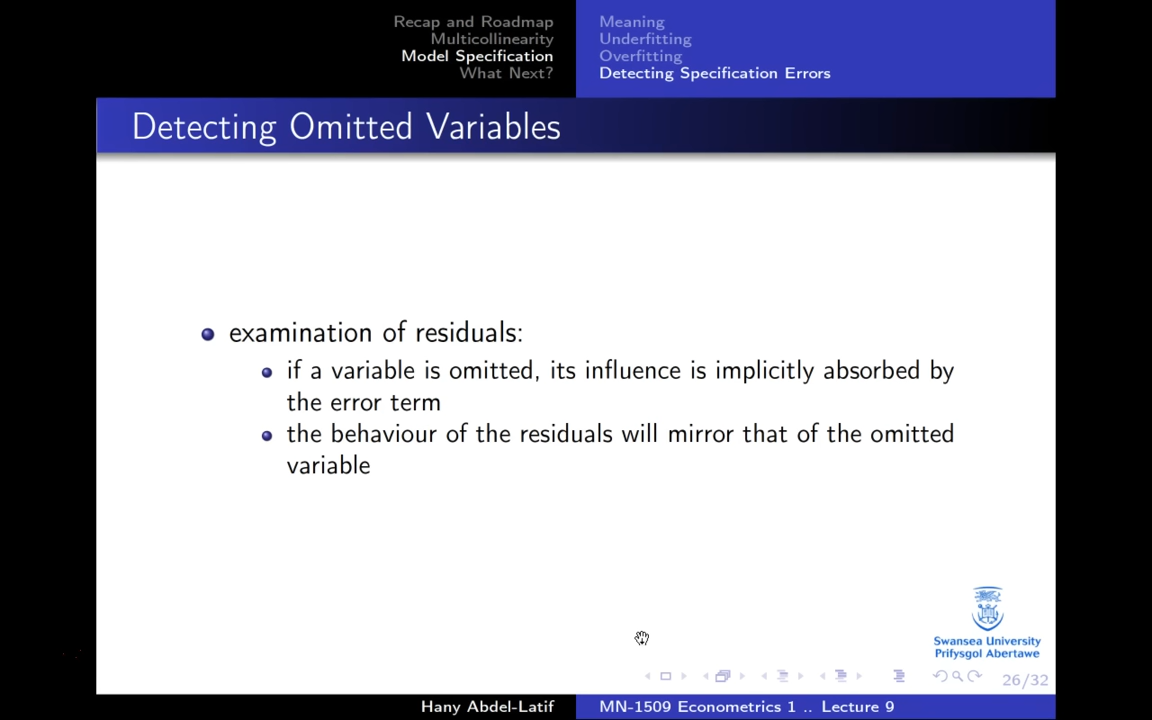 Recap and Roadmap
Multicollinearity
Model Specification
What Next?
Meaning
Underfitting
Overfitting
Detecting Specification Errors
Detecting Omitted Variables
examination of residuals:
if a variable is omitted, its influence is implicitly absorbed by
the error term
the behaviour of the residuals will mirror that of the omitted
variable
Swansea University
Prifysgol Abertawe
26/32
Hany Abdel-Latif
MN-1509 Econometrics 1 .. Lecture 9